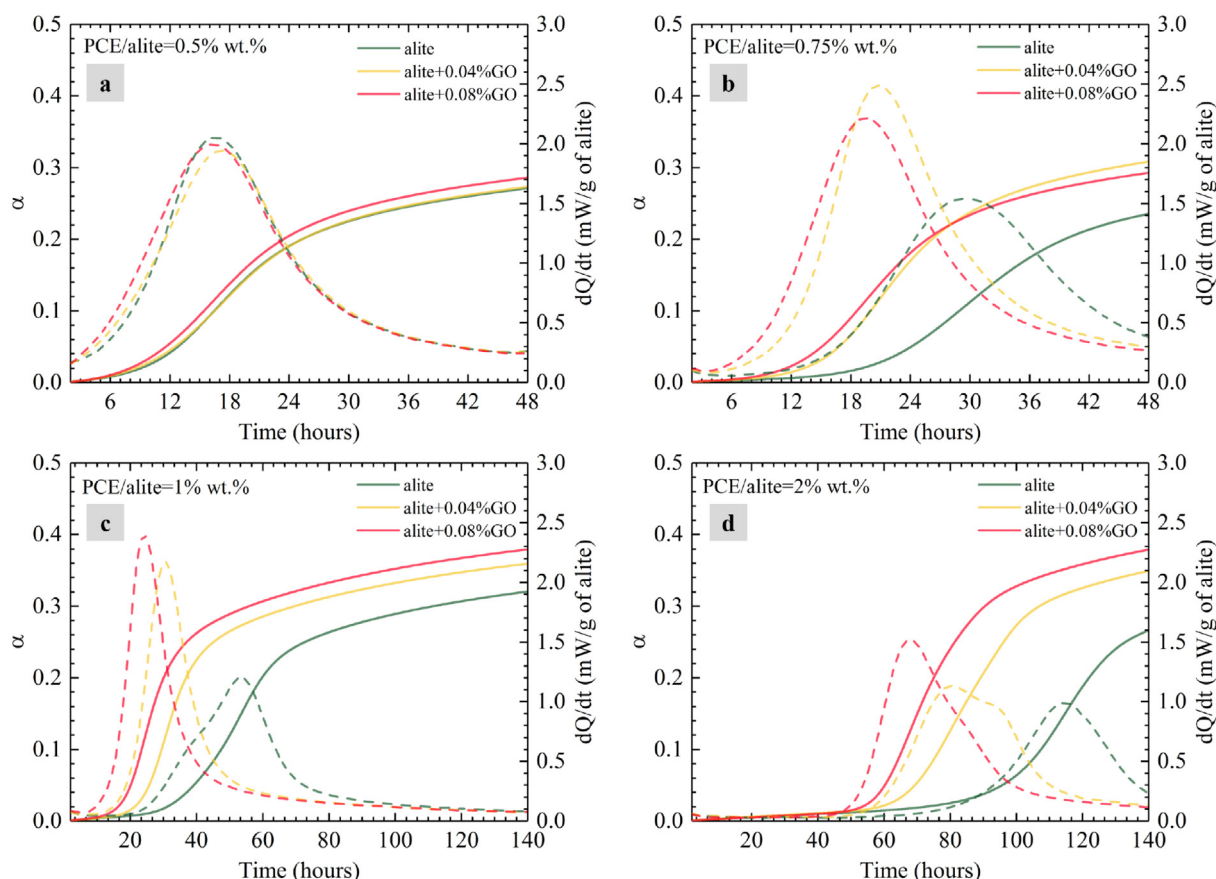 PCE/alite=0.5% wt.%
a
alite
alite+0.04%GO
alite+0.08%GO
0.5
0.4
0.3
0.2
0.1
0.0
α
3.0
2.5
2.0
1.5
1.0
0.5
0.0
dQ/dt (mW/g of alite)
6 12 18 24 30 36 42 48
Time (hours)
PCE/alite=0.75% wt.%
b
alite
alite+0.04%GO
alite+0.08%GO
0.5
0.4
0.3
0.2
0.1
0.0
α
3.0
2.5
2.0
1.5
1.0
0.5
0.0
dQ/dt (mW/g of alite)
6 12 18 24 30 36 42 48
Time (hours)
PCE/alite=1% wt.%
c
alite
alite+0.04%GO
alite+0.08%GO
0.5
0.4
0.3
0.2
0.1
0.0
α
3.0
2.5
2.0
1.5
1.0
0.5
0.0
dQ/dt (mW/g of alite)
20 40 60 80 100 120 140
Time (hours)
PCE/alite=2% wt.%
d
alite
alite+0.04%GO
alite+0.08%GO
0.5
0.4
0.3
0.2
0.1
0.0
α
3.0
2.5
2.0
1.5
1.0
0.5
0.0
dQ/dt (mW/g of alite)
20 40 60 80 100 120 140
Time (hours)